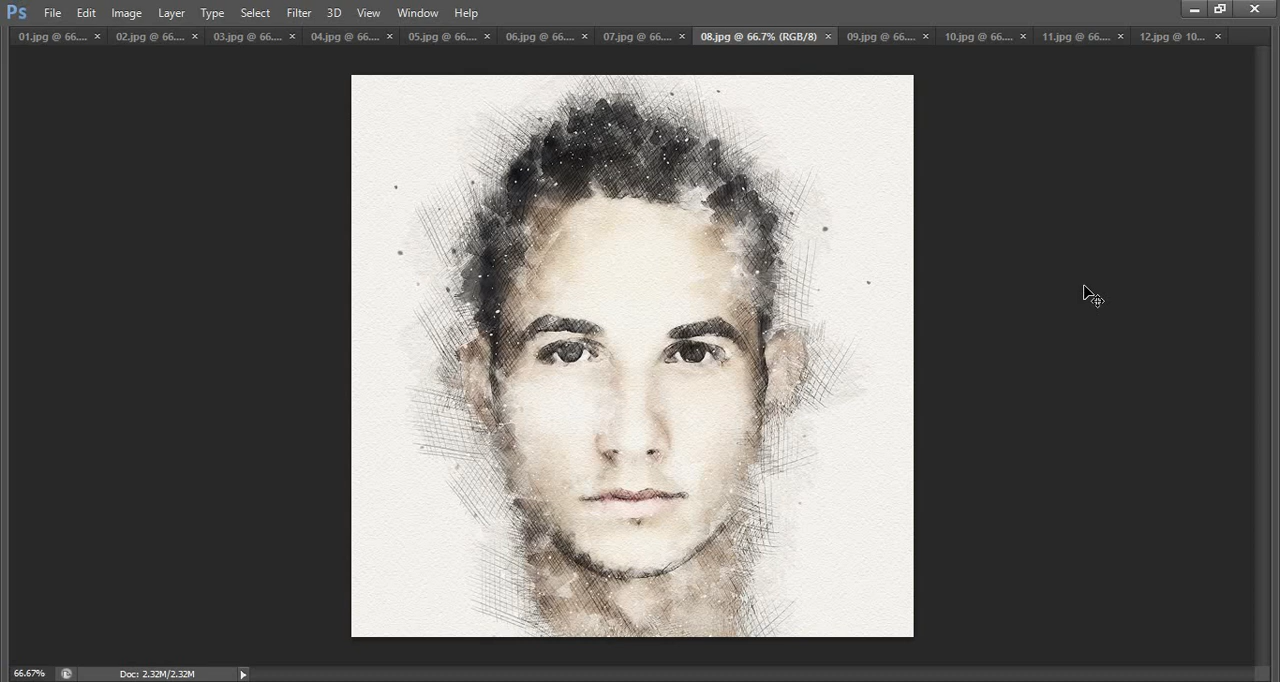 Ps File Edit Image Layer Type Select Filter 3D View Window Help
01.jpg @ 66.... × 02.jpg @ 66.... × 03.jpg @ 66.... × 04.jpg @ 66.... × 05.jpg @ 66.... × 06.jpg @ 66.... × 07.jpg @ 66.... × 08.jpg @ 66.7% (RGB/8) × 09.jpg @ 66.... × 10.jpg @ 66.... × 11.jpg @ 66.... × 12.jpg @ 10... ×
66.67% Doc: 2.32M/2.32M